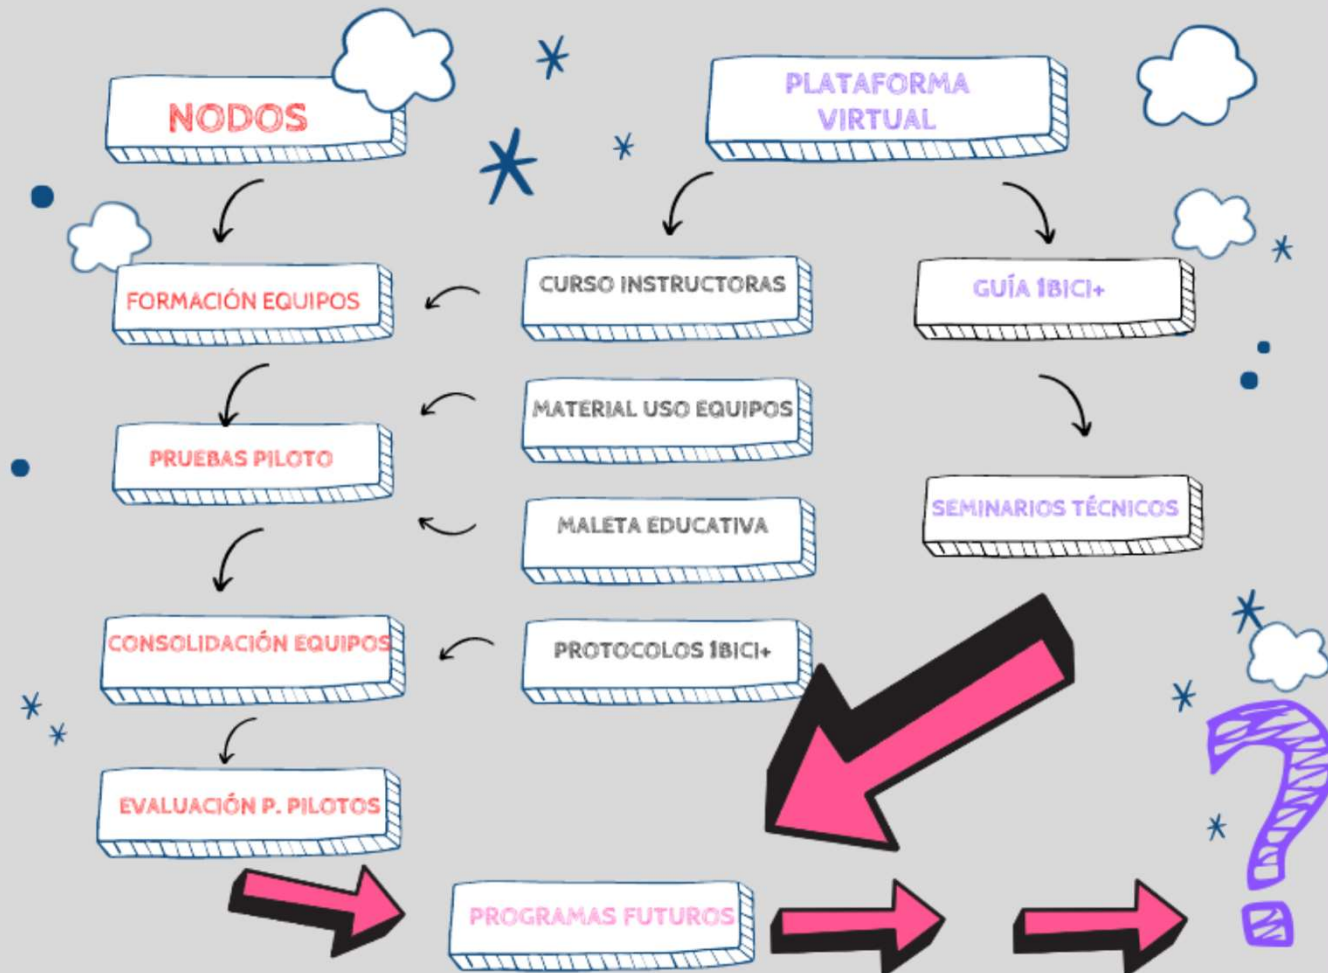 NODOS
PLATAFORMA
VIRTUAL
FORMACIÓN EQUIPOS
CURSO INSTRUCTORAS
GUÍA 1BICI+
PRUEBAS PILOTO
MATERIAL USO EQUIPOS
MALETA EDUCATIVA
SEMINARIOS TÉCNICOS
CONSOLIDACIÓN EQUIPOS
PROTOCOLOS 1BICI+
EVALUACIÓN P. PILOTOS
PROGRAMAS FUTUROS
?